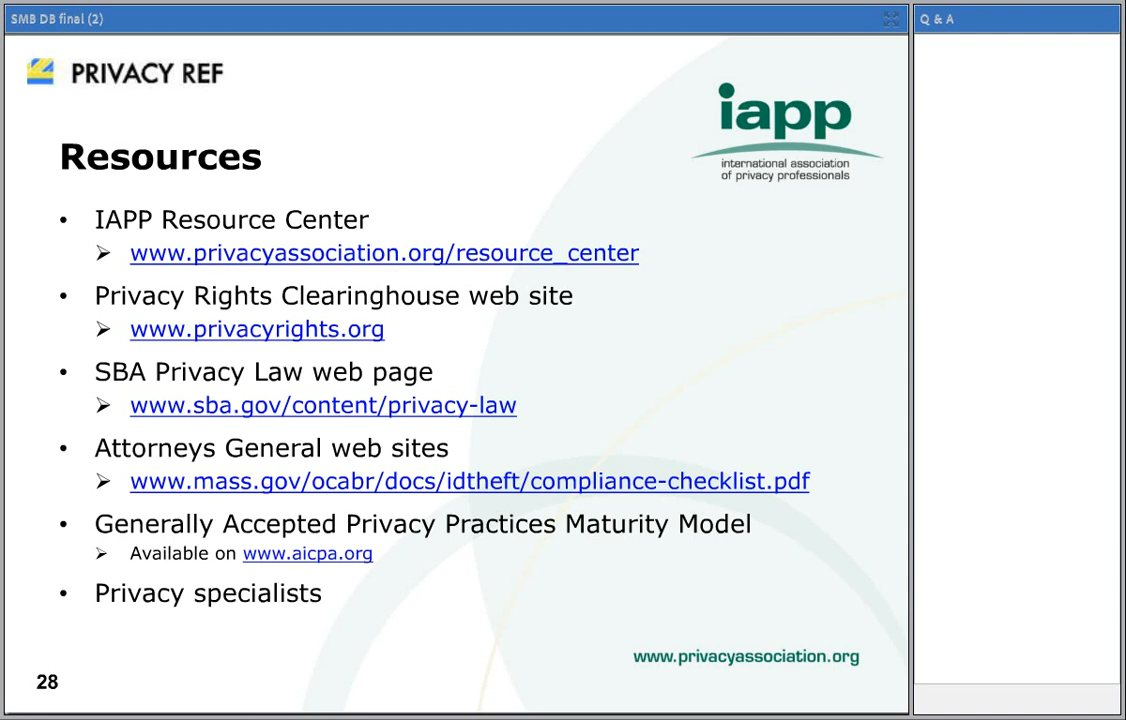 SMB DB final (2)
Q & A
PRIVACY REF
iapp
international association
of privacy professionals
Resources
• IAPP Resource Center
➢ www.privacyassociation.org/resource_center
• Privacy Rights Clearinghouse web site
➢ www.privacyrights.org
• SBA Privacy Law web page
➢ www.sba.gov/content/privacy-law
• Attorneys General web sites
➢ www.mass.gov/ocabr/docs/idtheft/compliance-checklist.pdf
• Generally Accepted Privacy Practices Maturity Model
➢ Available on www.aicpa.org
• Privacy specialists
www.privacyassociation.org
28